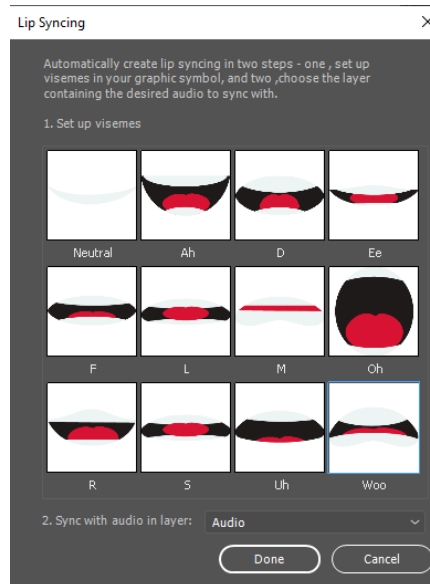 Lip Syncing
Automatically create lip syncing in two steps - one , set up
visemes in your graphic symbol, and two ,choose the layer
containing the desired audio to sync with.
1. Set up visemes
Neutral Ah D Ee
F L M Oh
R S Uh Woo
2. Sync with audio in layer: Audio
Done Cancel